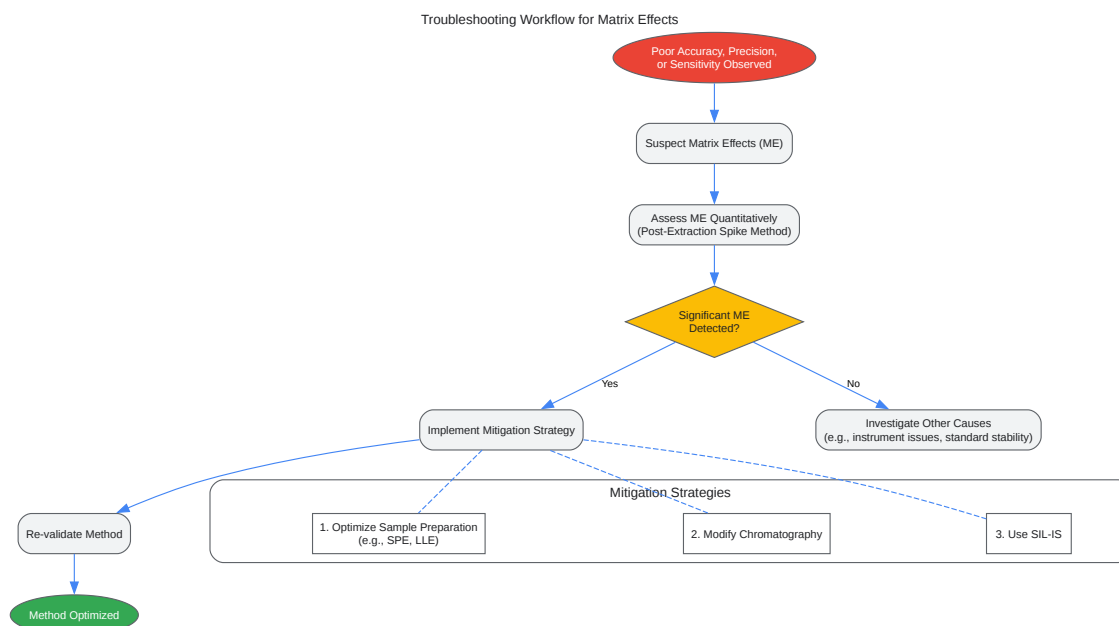 Troubleshooting Workflow for Matrix Effects
Poor Accuracy, Precision,
or Sensitivity Observed
Suspect Matrix Effects (ME)
Assess ME Quantitatively
(Post-Extraction Spike Method)
Significant ME
Detected?
Yes
No
Implement Mitigation Strategy
Investigate Other Causes
(e.g., instrument issues, standard stability)
Mitigation Strategies
Re-validate Method
1. Optimize Sample Preparation
(e.g., SPE, LLE)
2. Modify Chromatography
3. Use SIL-IS
Method Optimized